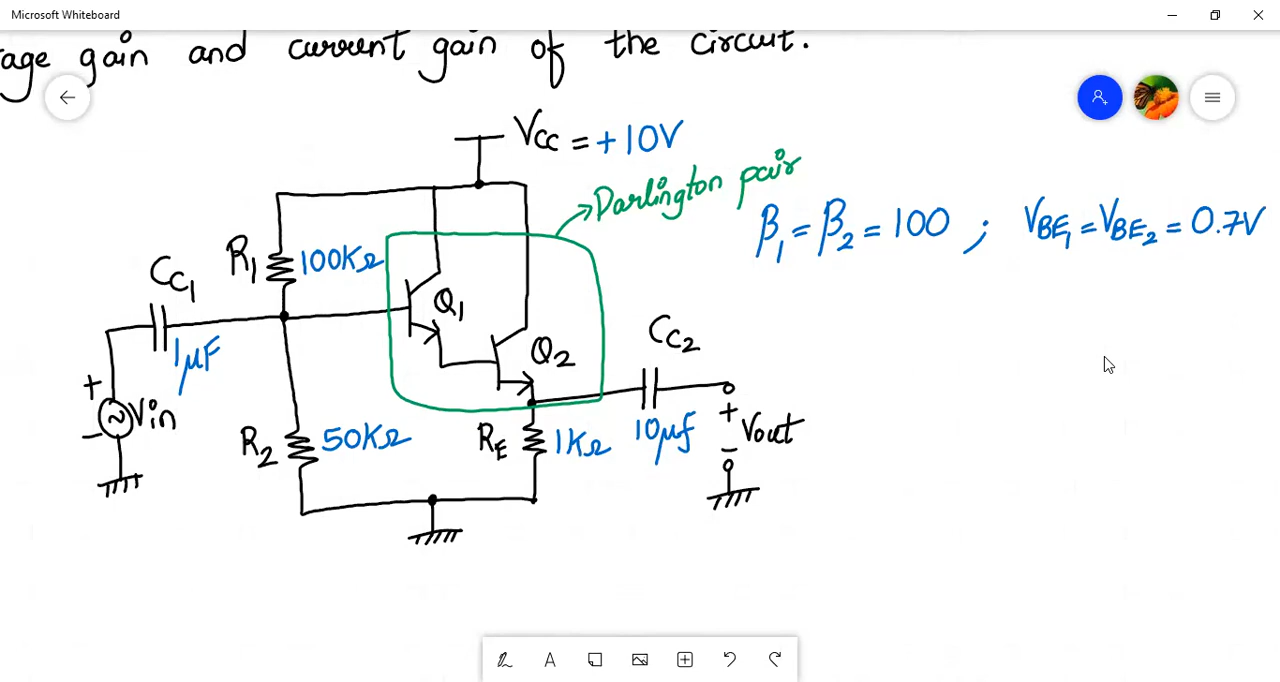 Microsoft Whiteboard
age gain and current gain of the circuit.
VCC = +10V
Darlington pair
β1 = β2 = 100 ; VBE1 = VBE2 = 0.7V
R1 100KΩ
CC1
Q1
1μF
CC2
Q2
+
Vin
-
R2 50KΩ
RE 1KΩ
10μf
+
Vout
-
A